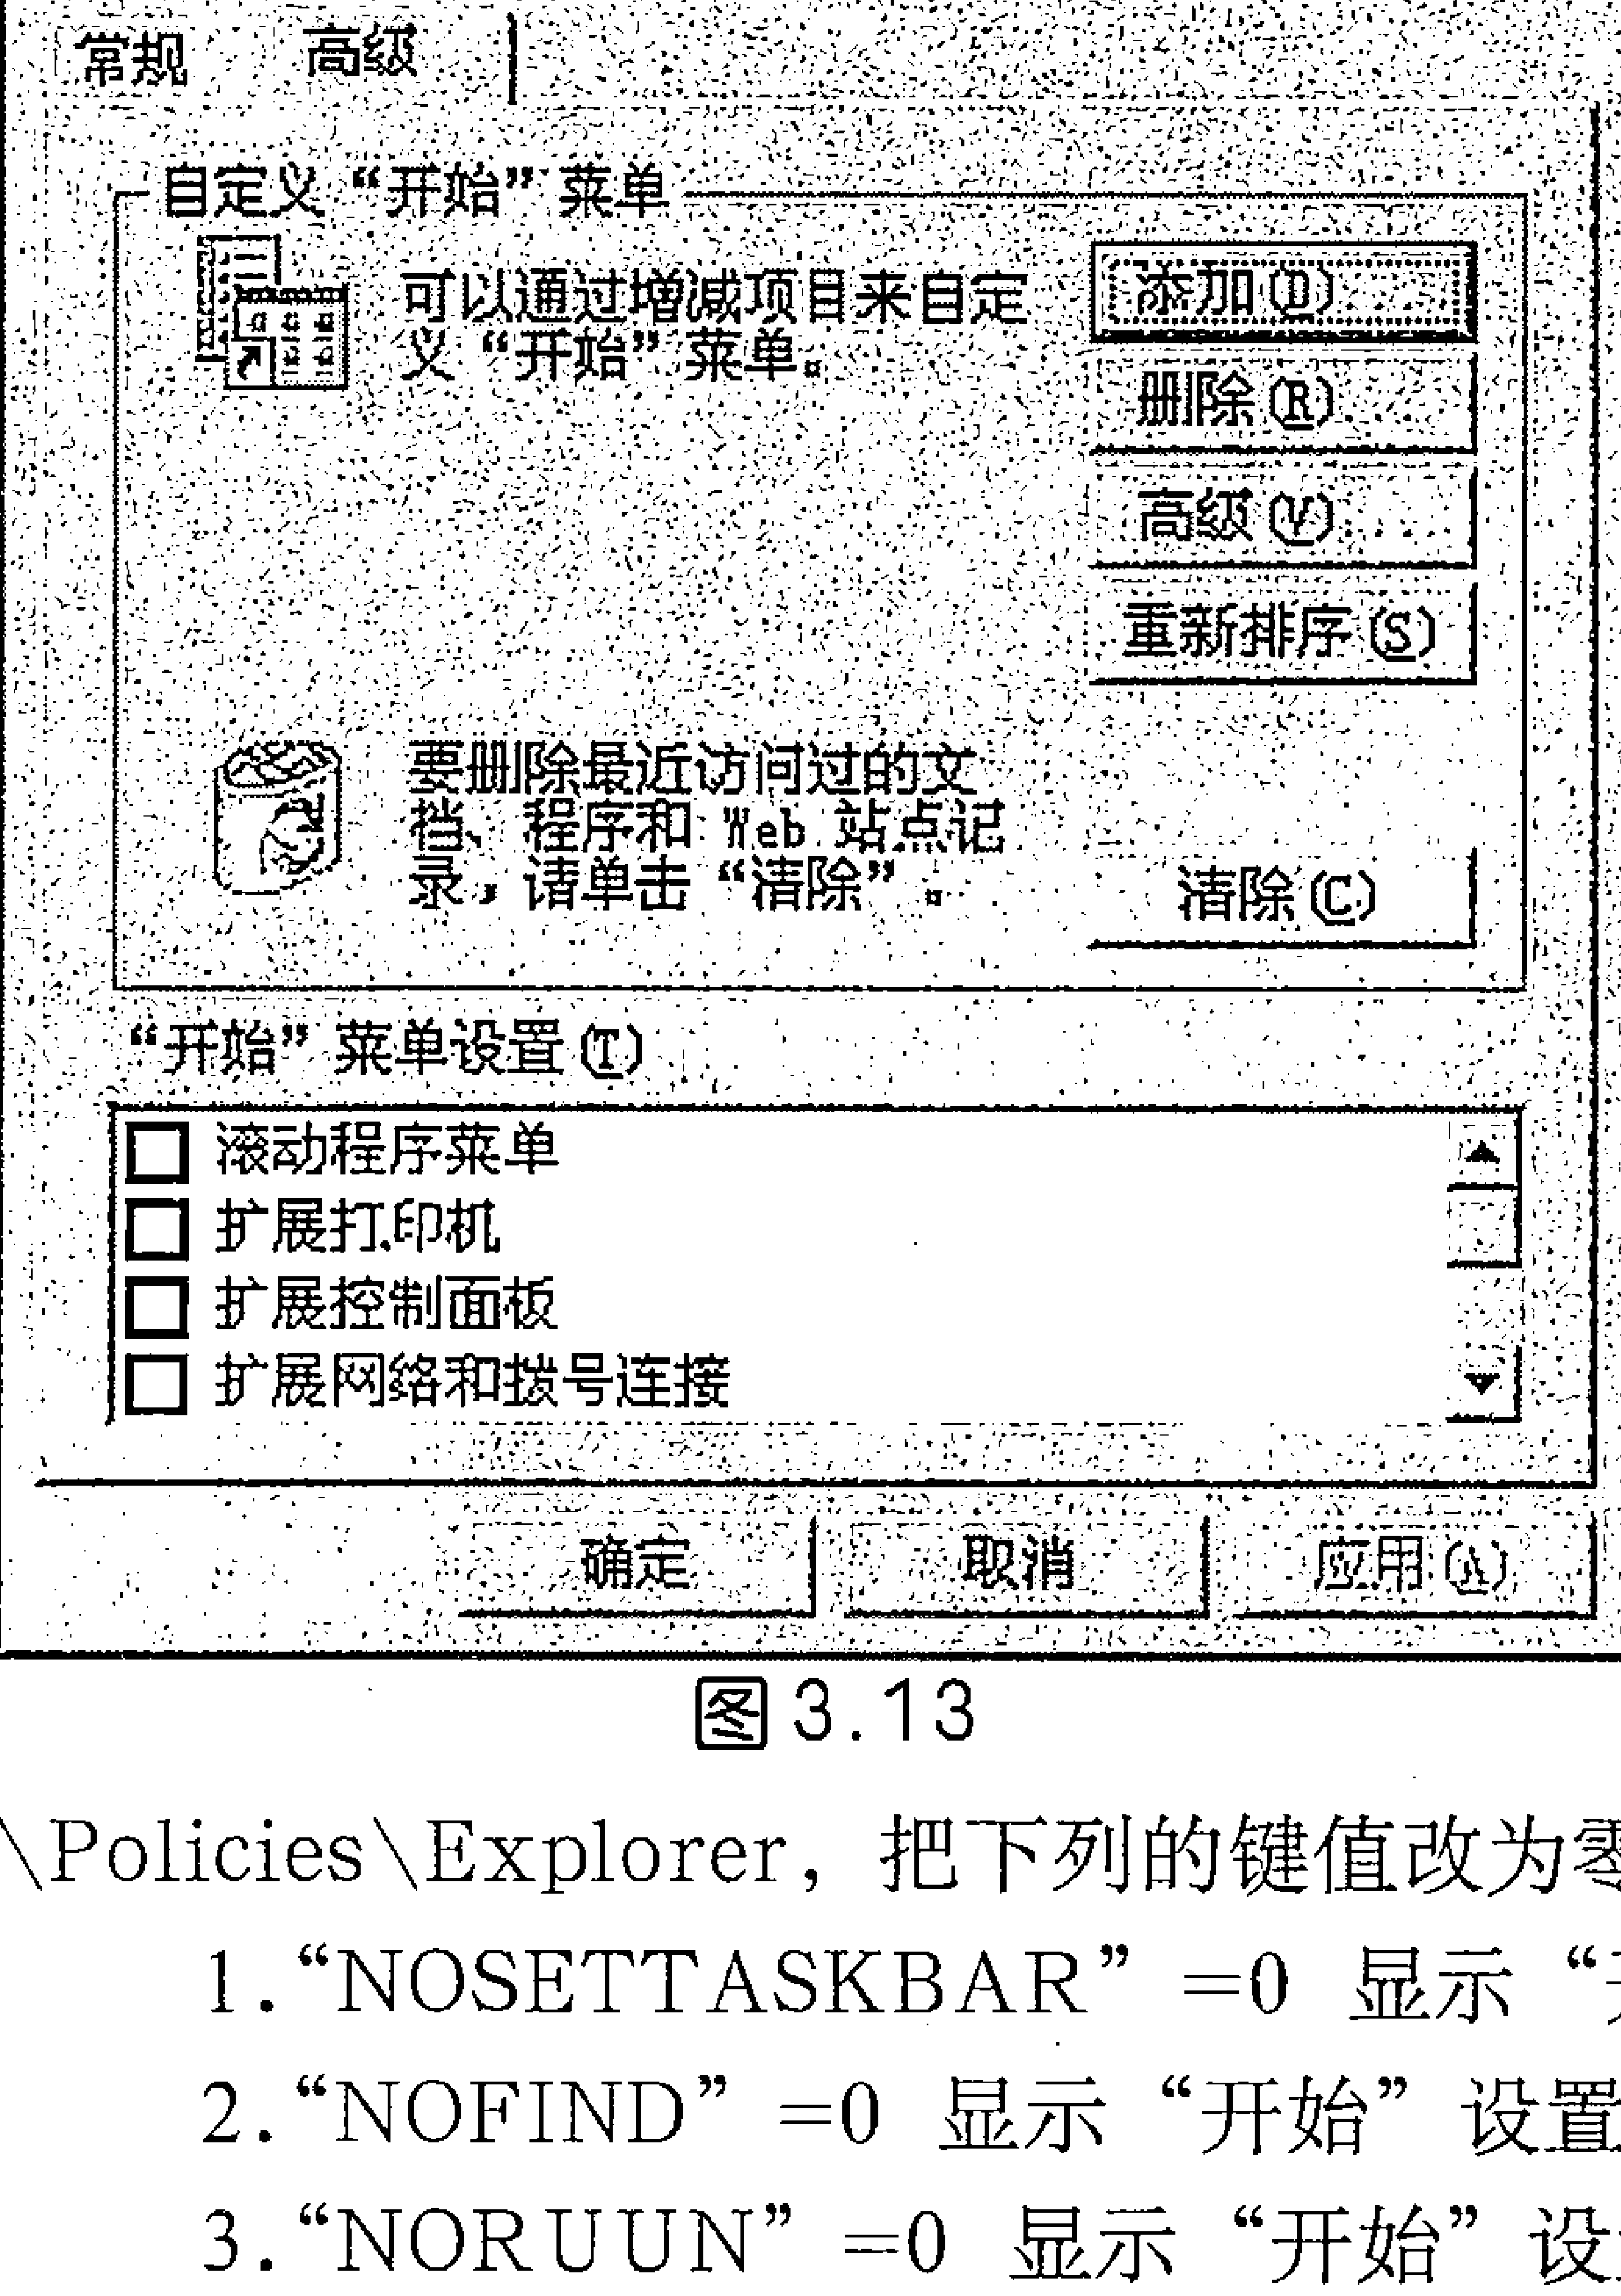 常规 高级
自定义“开始”菜单
可以通过增减项目来自定
义“开始”菜单。
添加(D)...
删除(R)...
高级(V)...
重新排序(S)
要删除最近访问过的文
档、程序和 Web 站点记
录，请单击“清除”。
清除(C)
“开始”菜单设置(T)
滚动程序菜单
扩展打印机
扩展控制面板
扩展网络和拨号连接
确定 取消 应用(A)
图3.13
\Policies\Explorer，把下列的键值改为零
1.“NOSETTASKBAR”=0 显示“开
2.“NOFIND”=0 显示“开始”设置
3.“NORUUN”=0 显示“开始”设